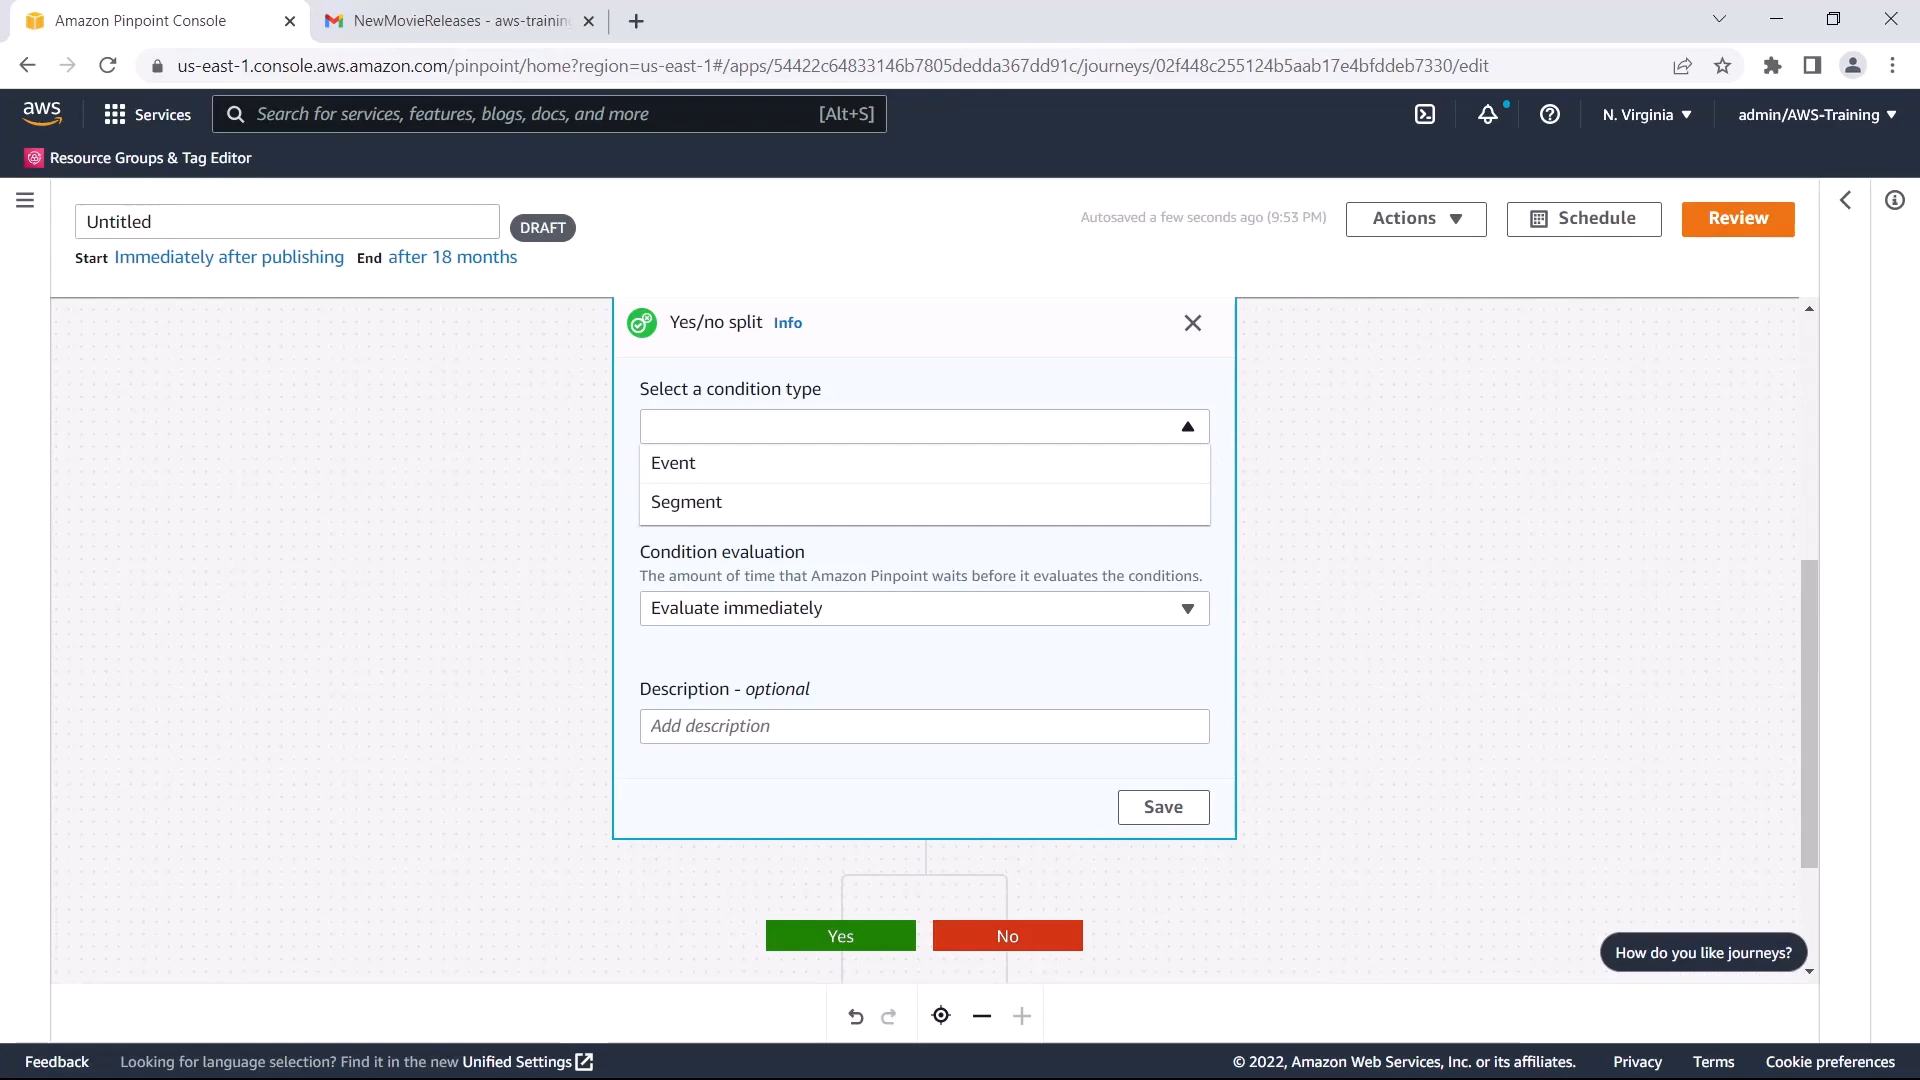 Amazon Pinpoint Console
NewMovieReleases - aws-training
us-east-1.console.aws.amazon.com/pinpoint/home?region=us-east-1#/apps/54422c64833146b7805dedda367dd91c/journeys/02f448c255124b5aab17e4bfddeb7330/edit
aws
Services
Search for services, features, blogs, docs, and more
[Alt+S]
N. Virginia
admin/AWS-Training
Resource Groups & Tag Editor
Untitled
DRAFT
Autosaved a few seconds ago (9:53 PM)
Actions
Schedule
Review
Start Immediately after publishing End after 18 months
Yes/no split Info
Select a condition type
Event
Segment
Condition evaluation
The amount of time that Amazon Pinpoint waits before it evaluates the conditions.
Evaluate immediately
Description - optional
Add description
Save
Yes
No
How do you like journeys?
Feedback
Looking for language selection? Find it in the new Unified Settings
© 2022, Amazon Web Services, Inc. or its affiliates.
Privacy
Terms
Cookie preferences